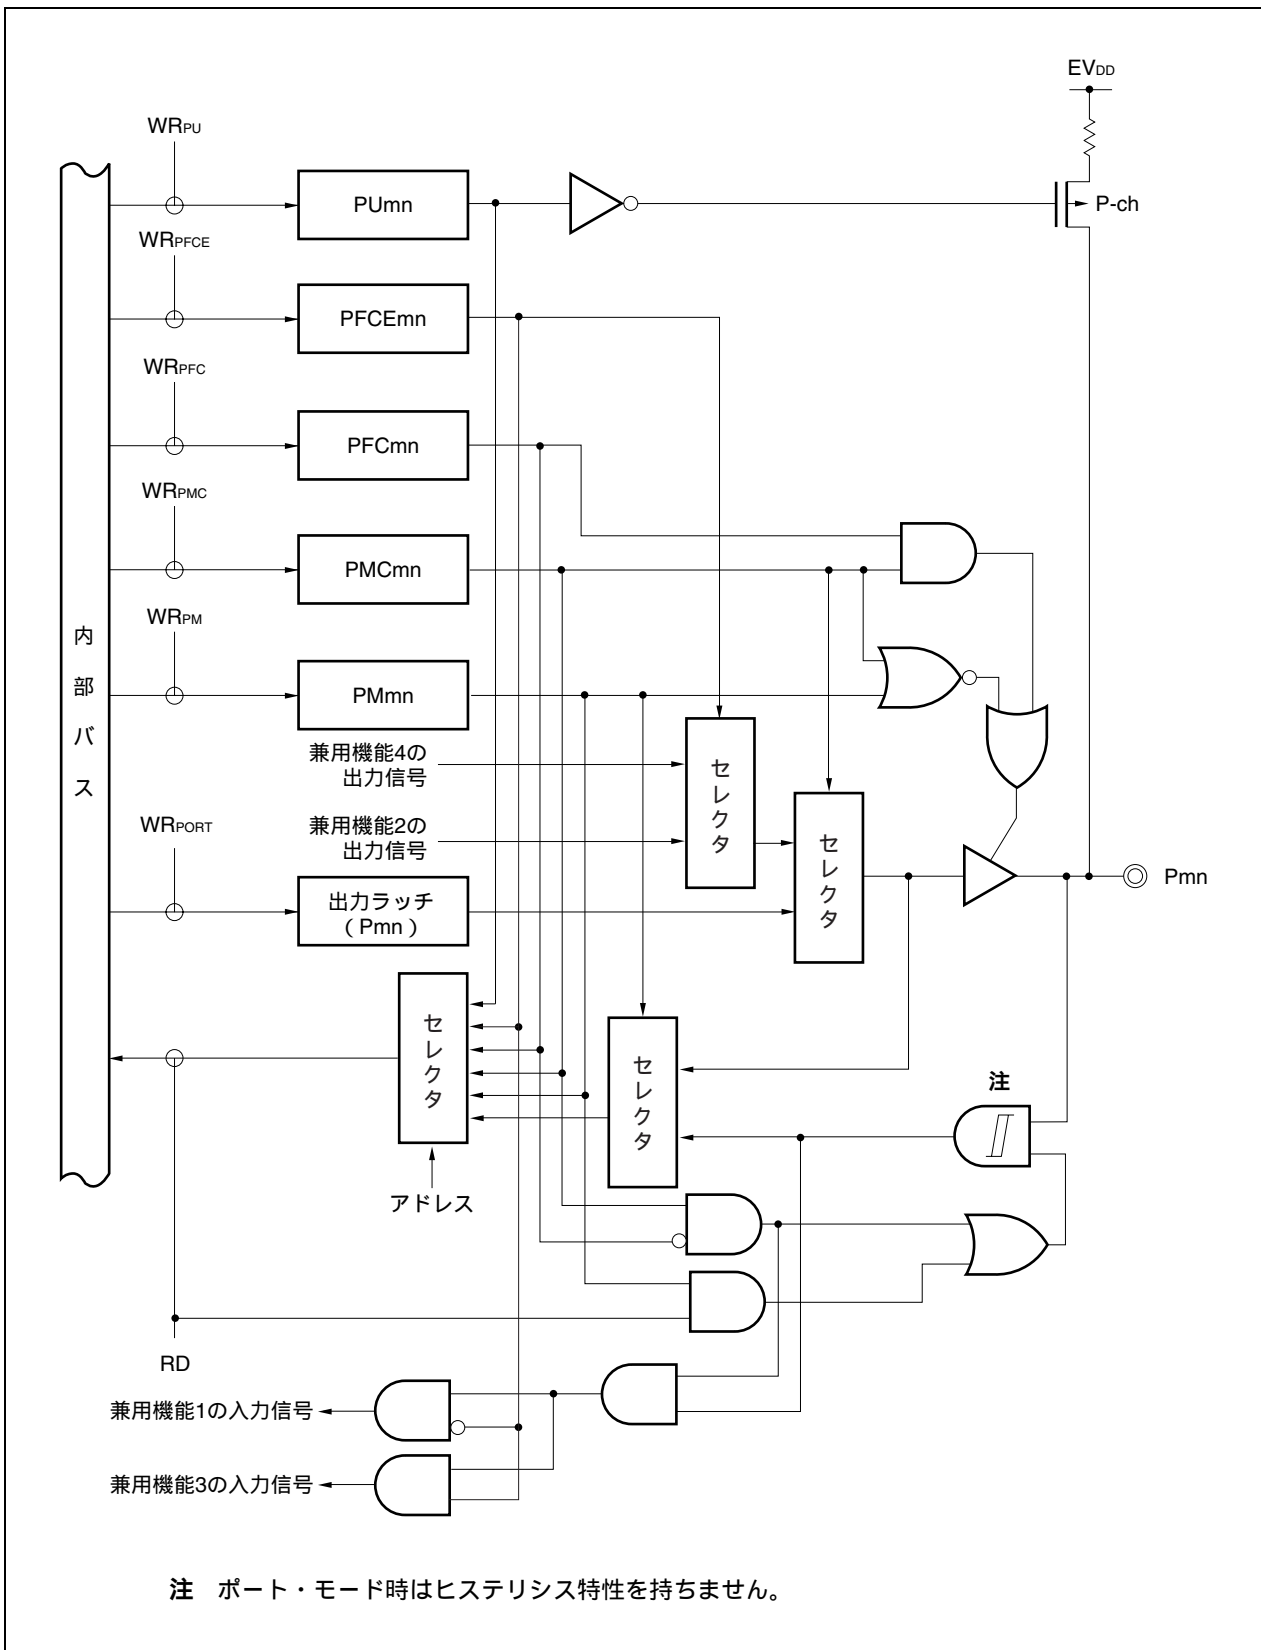 EVDD
WRPU
PUmn
P-ch
WRPFCE
PFCEmn
WRPFC
PFCmn
WRPMC
PMCmn
WRPM
PMmn
内部バス
兼用機能4の
出力信号
兼用機能2の
出力信号
セレクタ
セレクタ
WRPORT
出力ラッチ
(Pmn)
Pmn
セレクタ
セレクタ
注
アドレス
RD
兼用機能1の入力信号
兼用機能3の入力信号
注 ポート・モード時はヒステリシス特性を持ちません。